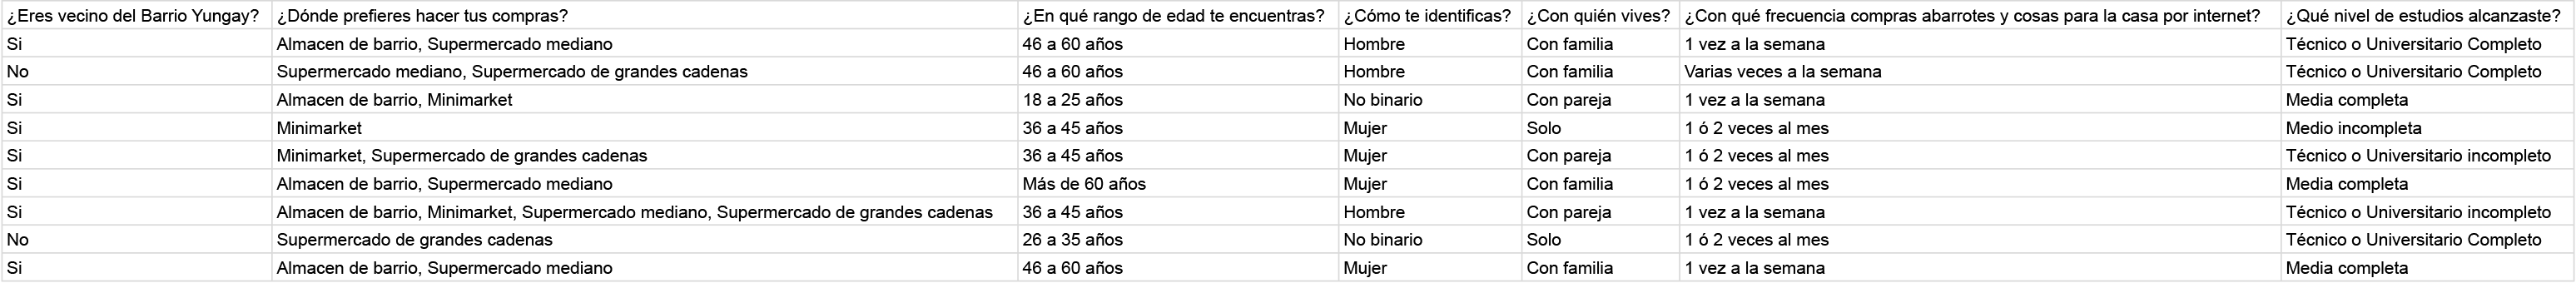 ¿Eres vecino del Barrio Yungay? ¿Dónde prefieres hacer tus compras? ¿En qué rango de edad te encuentras? ¿Cómo te identificas? ¿Con quién vives? ¿Con qué frecuencia compras abarrotes y cosas para la casa por internet? ¿Qué nivel de estudios alcanzaste?
Si Almacen de barrio, Supermercado mediano 46 a 60 años Hombre Con familia 1 vez a la semana Técnico o Universitario Completo
No Supermercado mediano, Supermercado de grandes cadenas 46 a 60 años Hombre Con familia Varias veces a la semana Técnico o Universitario Completo
Si Almacen de barrio, Minimarket 18 a 25 años No binario Con pareja 1 vez a la semana Media completa
Si Minimarket 36 a 45 años Mujer Solo 1 ó 2 veces al mes Medio incompleta
Si Minimarket, Supermercado de grandes cadenas 36 a 45 años Mujer Con pareja 1 ó 2 veces al mes Técnico o Universitario incompleto
Si Almacen de barrio, Supermercado mediano Más de 60 años Mujer Con familia 1 ó 2 veces al mes Media completa
Si Almacen de barrio, Minimarket, Supermercado mediano, Supermercado de grandes cadenas 36 a 45 años Hombre Con pareja 1 vez a la semana Técnico o Universitario incompleto
No Supermercado de grandes cadenas 26 a 35 años No binario Solo 1 ó 2 veces al mes Técnico o Universitario Completo
Si Almacen de barrio, Supermercado mediano 46 a 60 años Mujer Con familia 1 vez a la semana Media completa